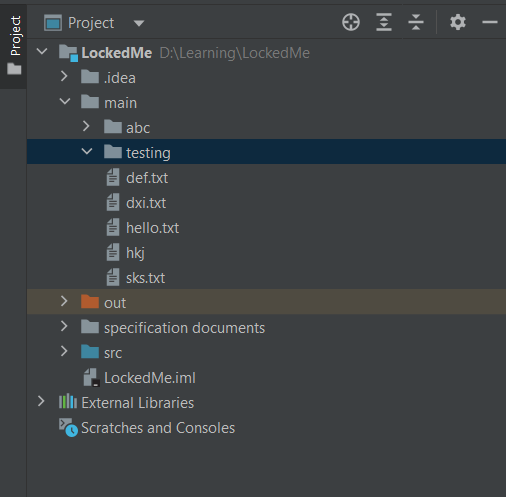 Project
Project
LockedMe D:\Learning\LockedMe
.idea
main
abc
testing
def.txt
dxi.txt
hello.txt
hkj
sks.txt
out
specification documents
src
LockedMe.iml
External Libraries
Scratches and Consoles